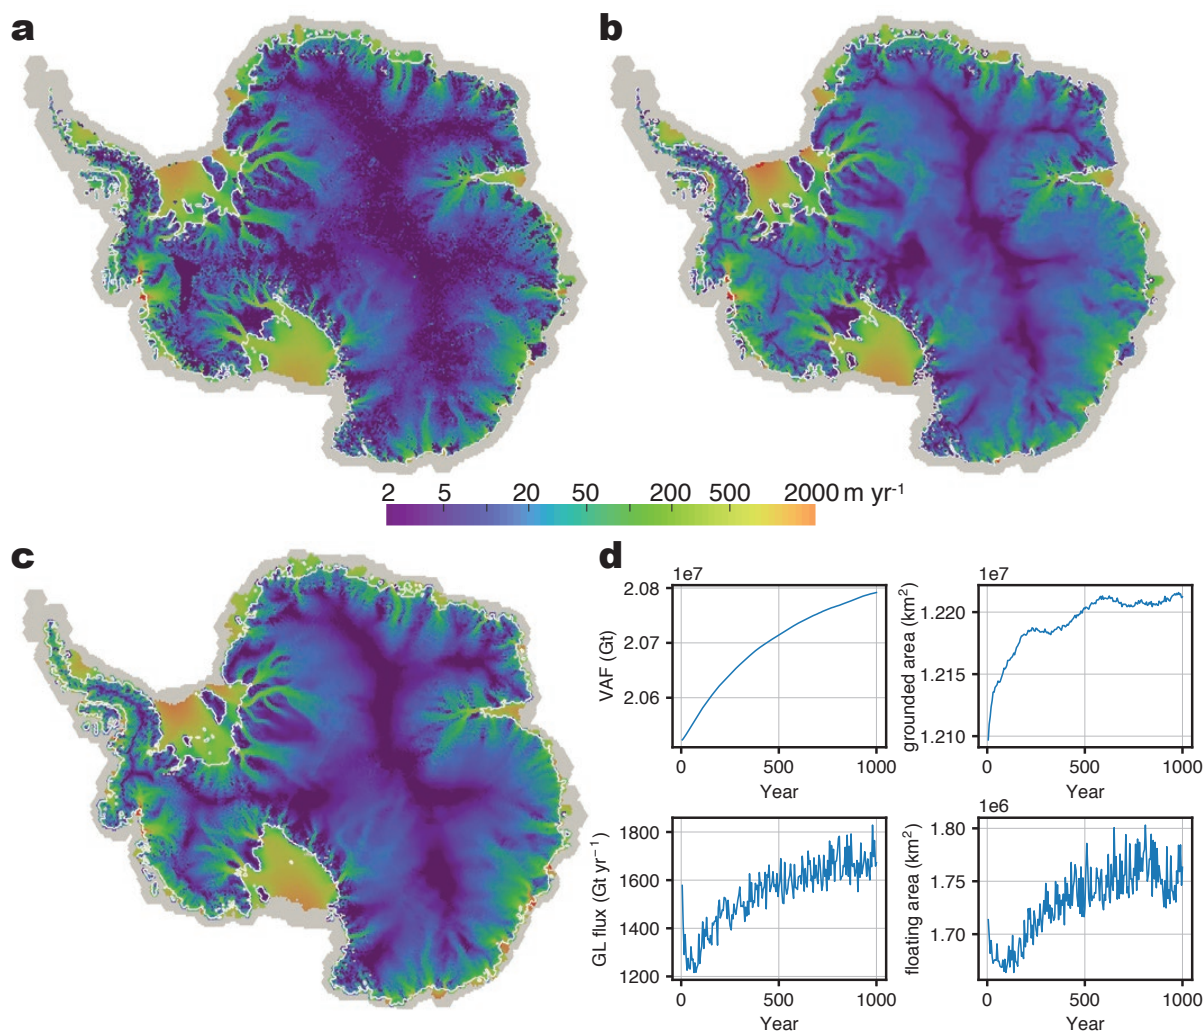 a
b
2 5 20 50 200 500 2000 m yr⁻¹
c
d
1e7
VAF (Gt)
2.08
2.07
2.06
0 500 1000
Year
1e7
grounded area (km²)
1.220
1.215
1.210
0 500 1000
Year
GL flux (Gt yr⁻¹)
1800
1600
1400
1200
0 500 1000
Year
1e6
floating area (km²)
1.80
1.75
1.70
0 500 1000
Year